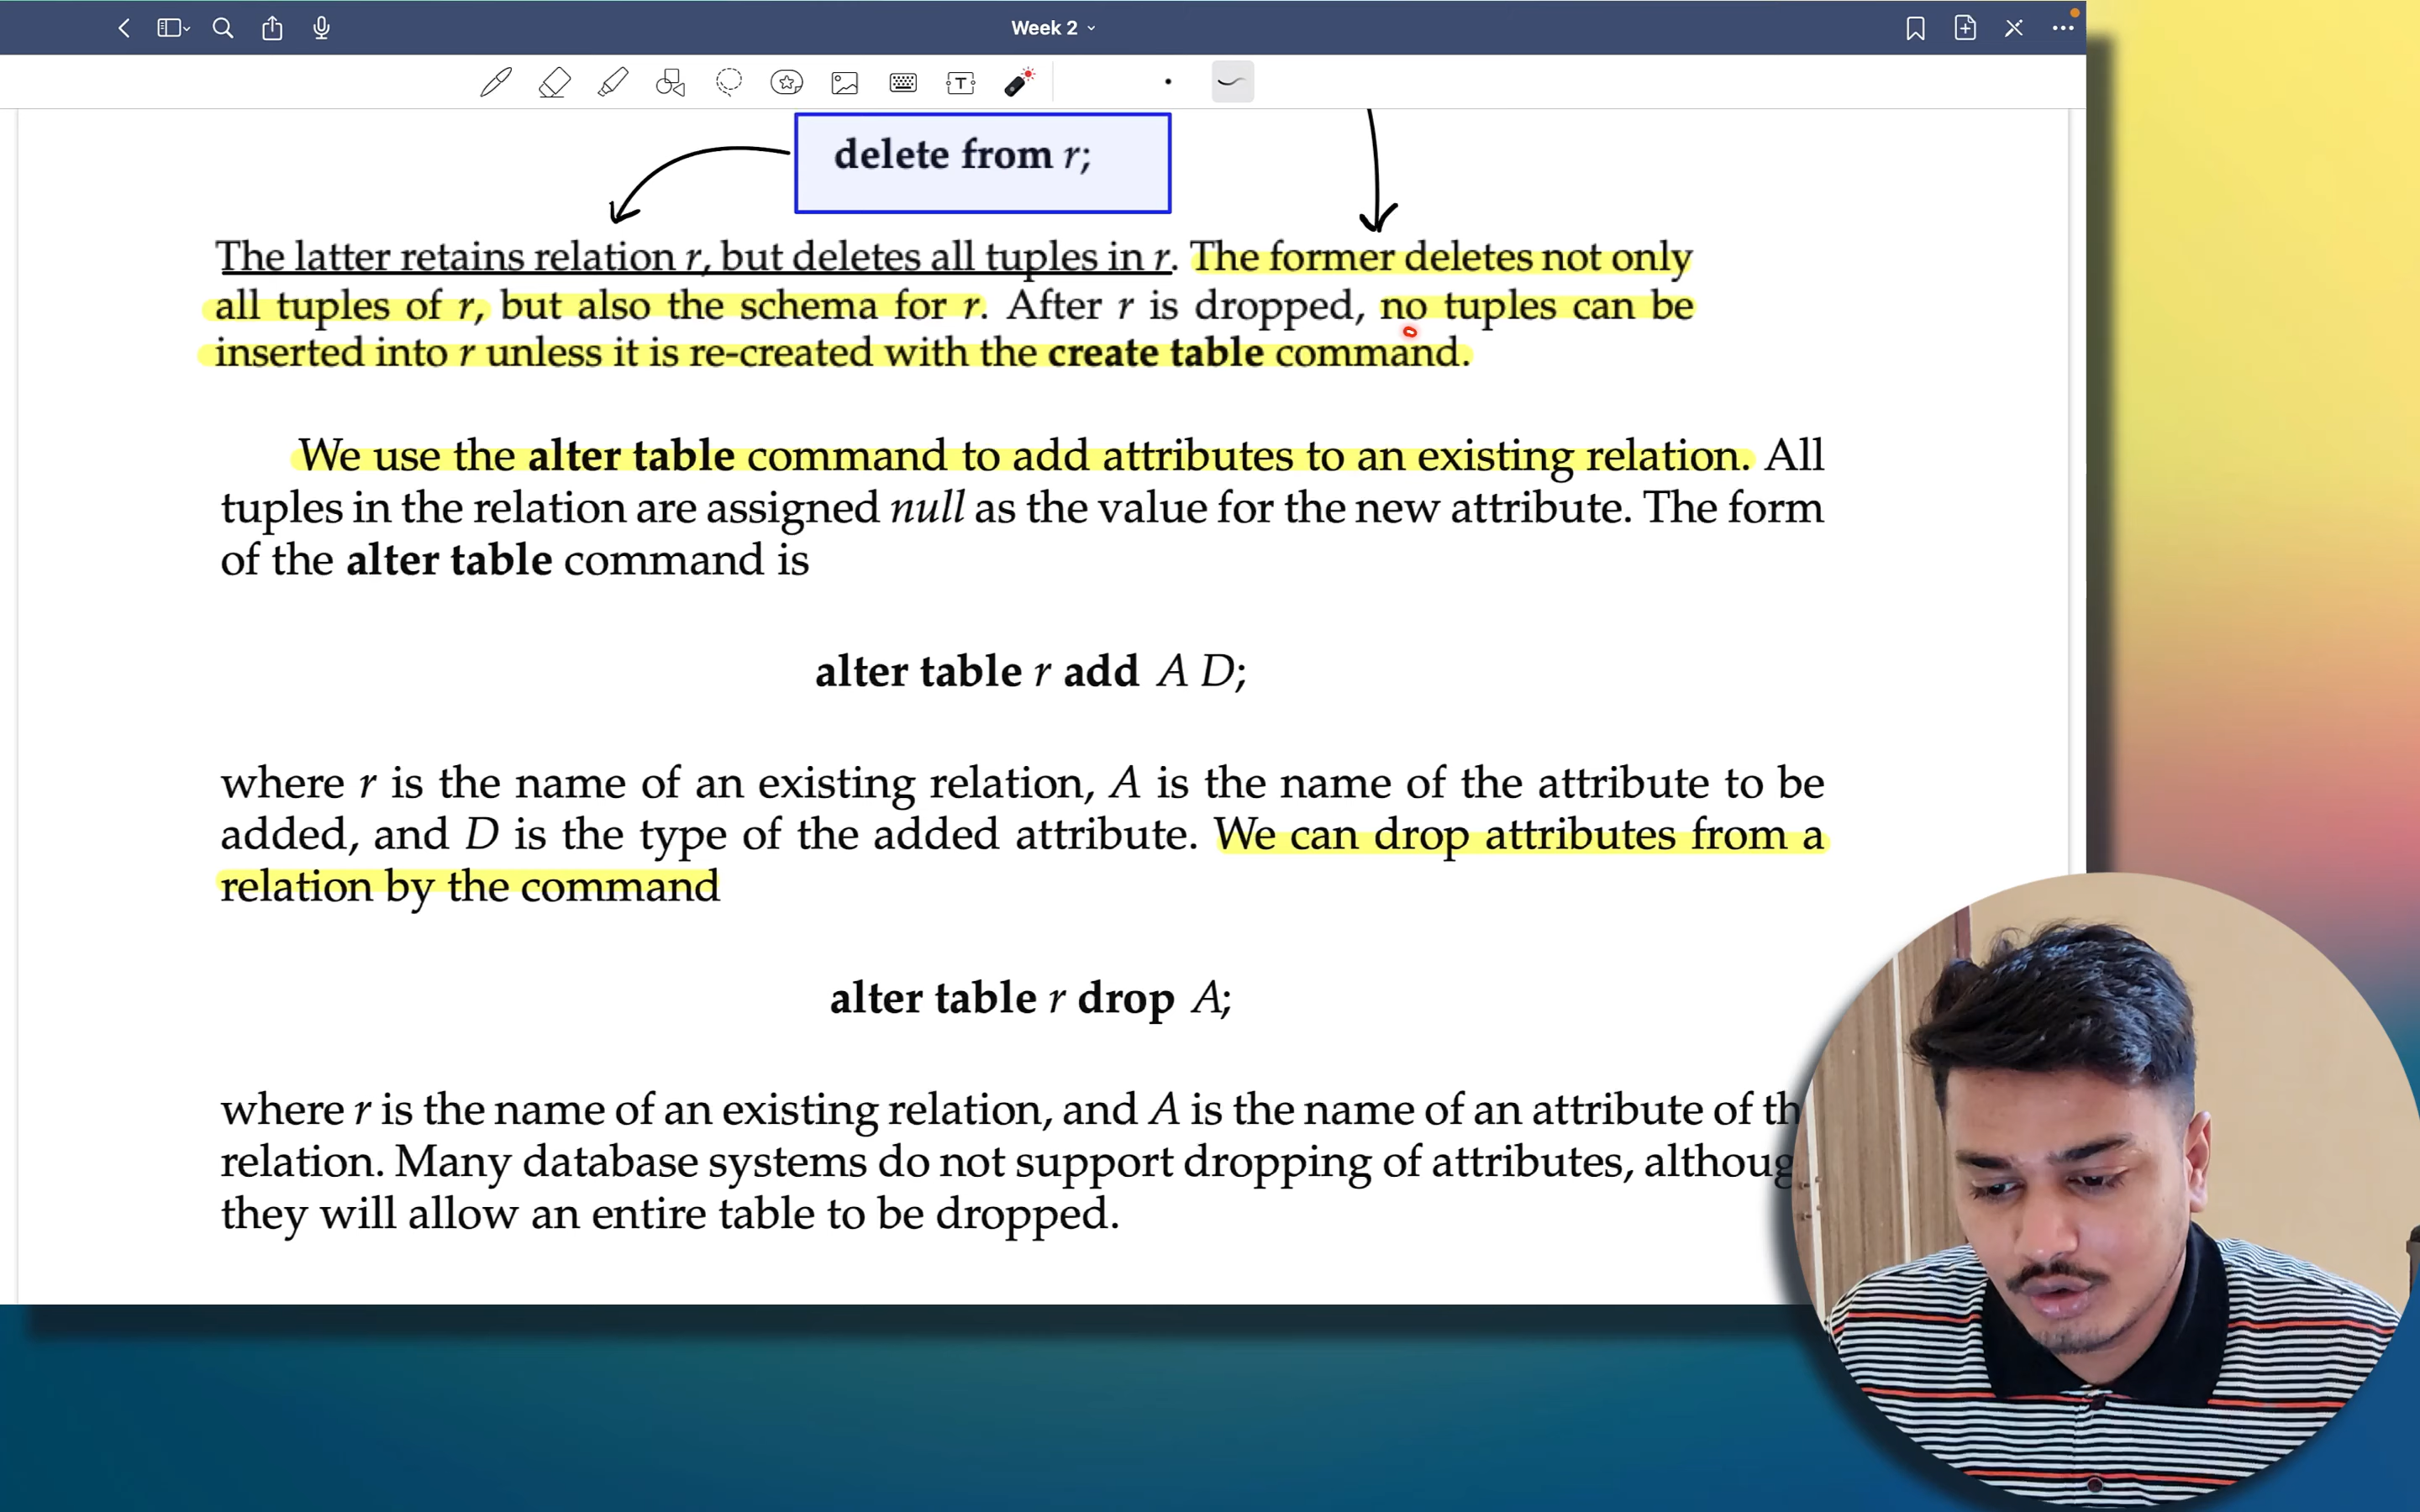 Week 2
delete from r;
The latter retains relation r, but deletes all tuples in r. The former deletes not only
all tuples of r, but also the schema for r. After r is dropped, no tuples can be
inserted into r unless it is re-created with the create table command.
We use the alter table command to add attributes to an existing relation. All
tuples in the relation are assigned null as the value for the new attribute. The form
of the alter table command is
alter table r add A D;
where r is the name of an existing relation, A is the name of the attribute to be
added, and D is the type of the added attribute. We can drop attributes from a
relation by the command
alter table r drop A;
where r is the name of an existing relation, and A is the name of an attribute of th
relation. Many database systems do not support dropping of attributes, althoug
they will allow an entire table to be dropped.